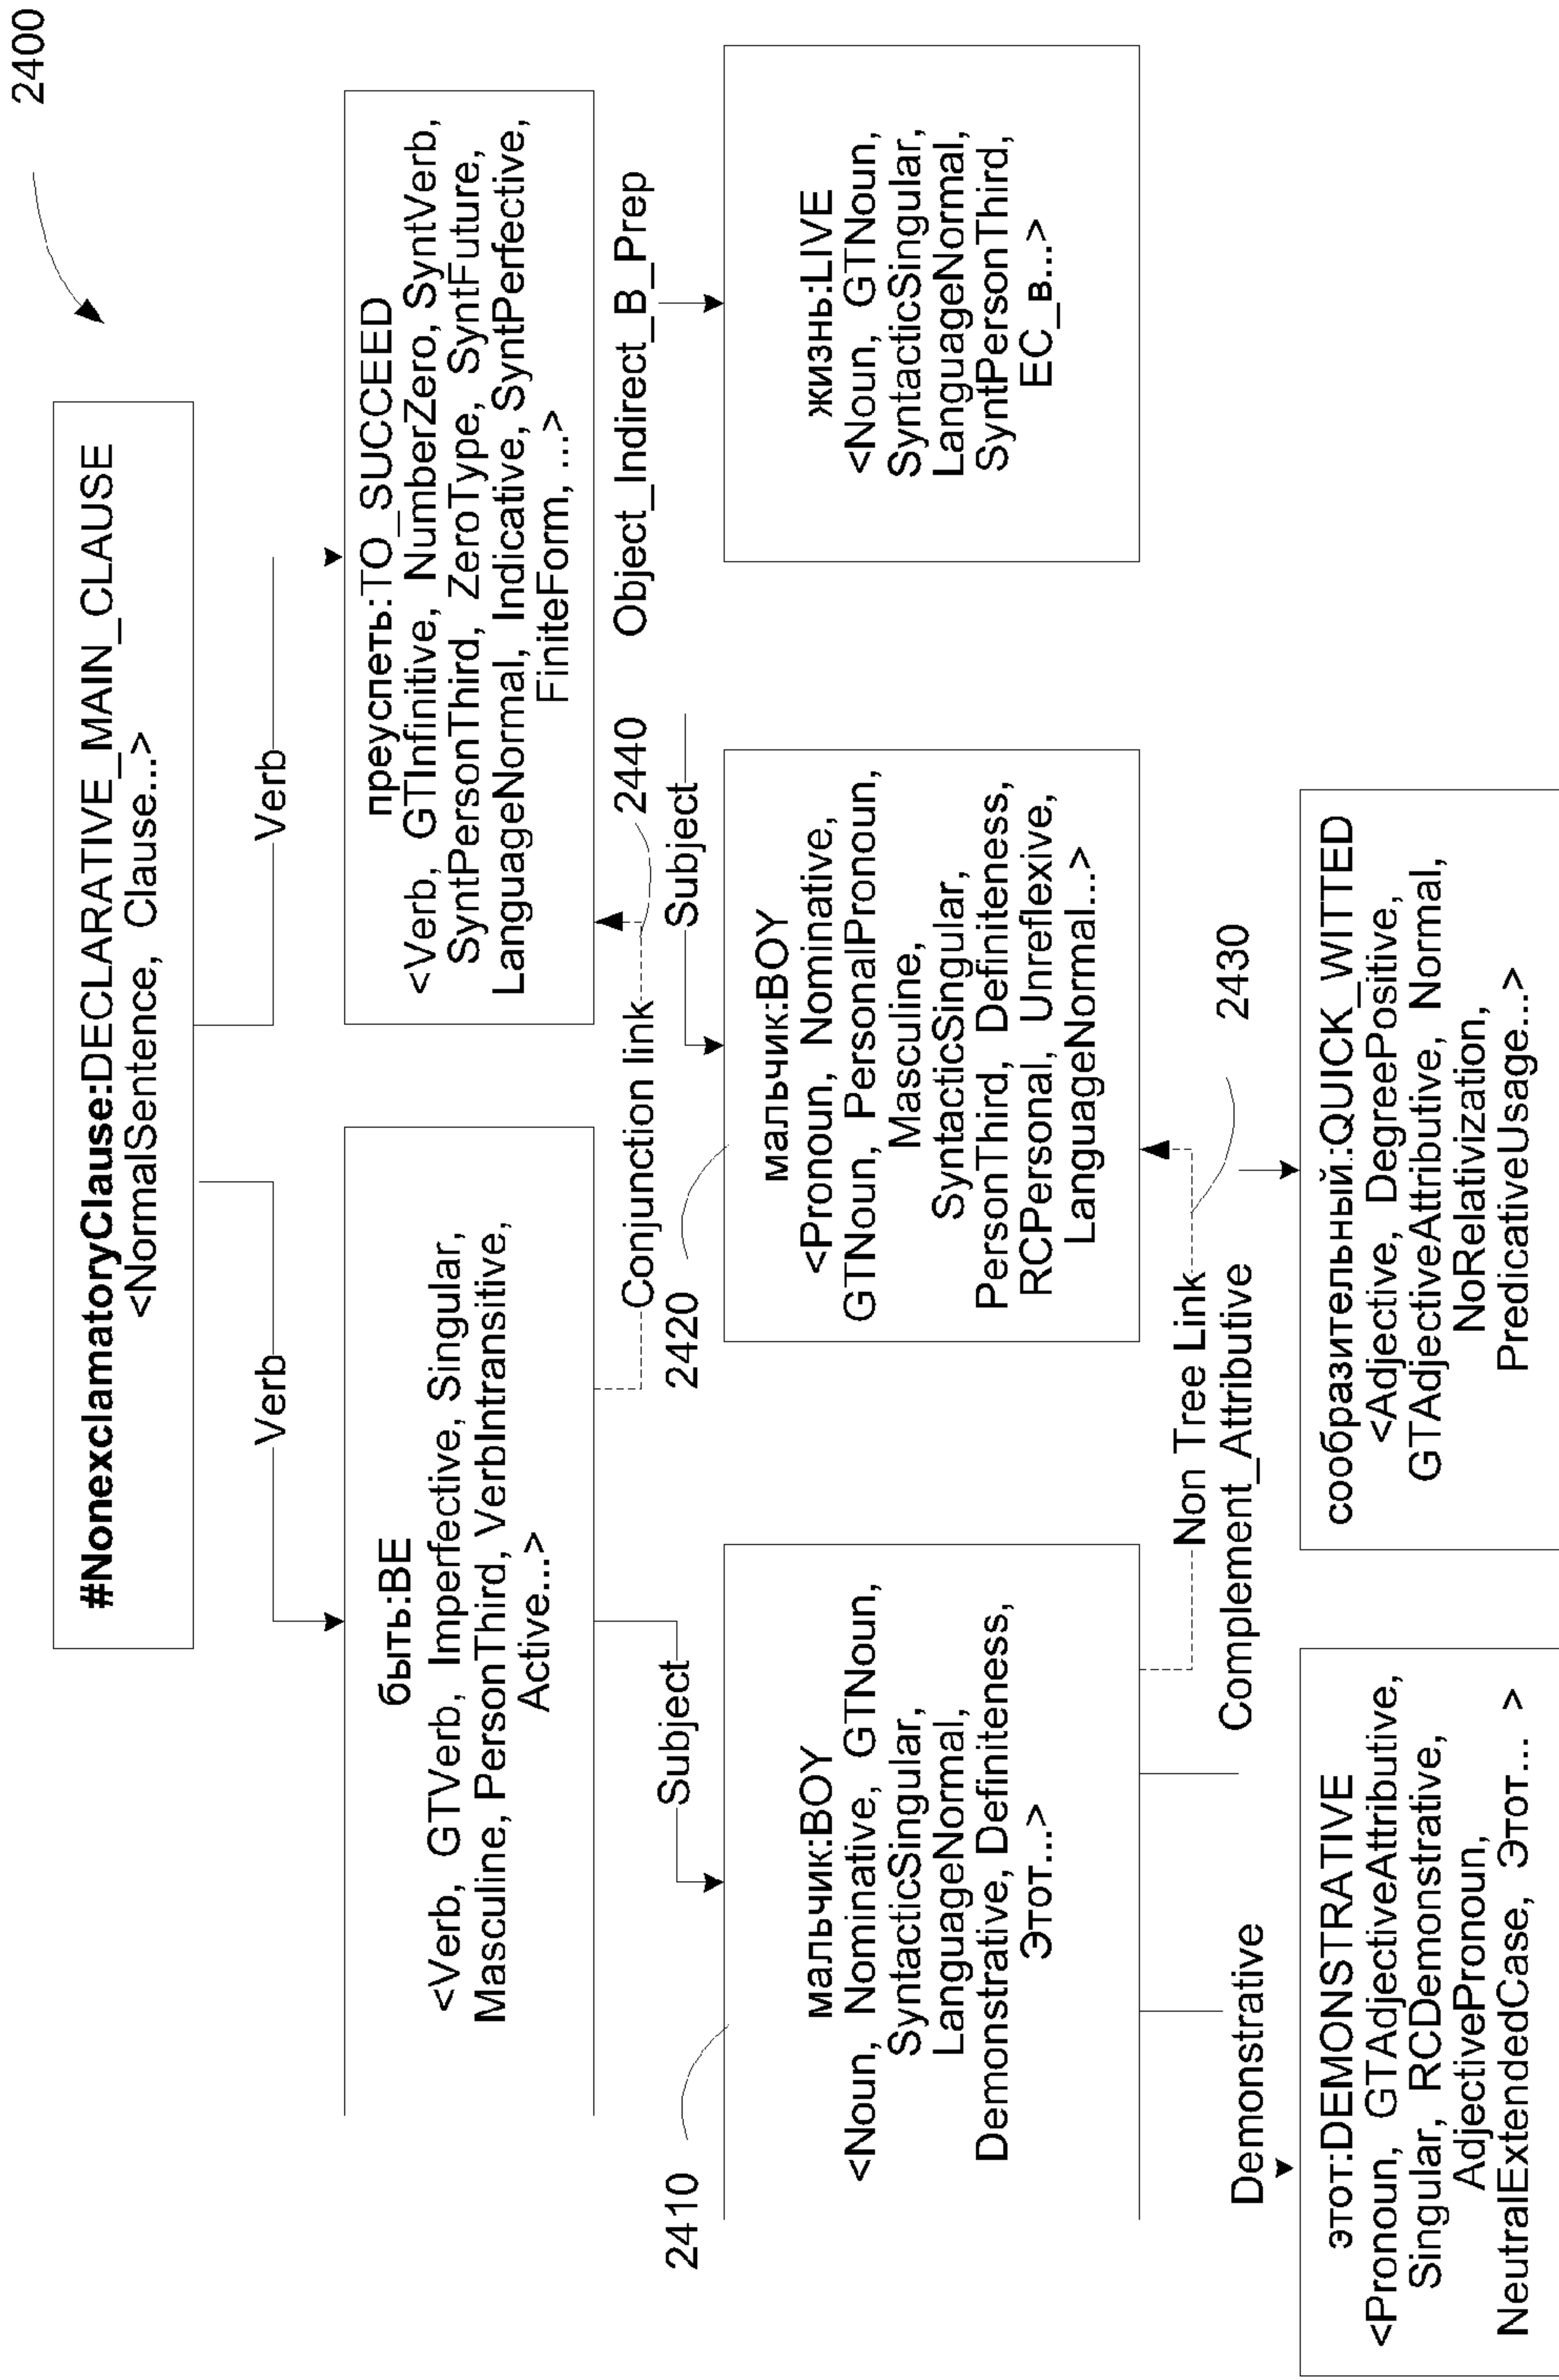 2400
#NonexclamatoryClause:DECLARATIVE_MAIN_CLAUSE
<NormalSentence, Clause...>
Verb
Verb
быть:BE
<Verb, GTVerb, Imperfective, Singular,
Masculine, PersonThird, VerbIntransitive,
Active...>
преуспеть:TO_SUCCEED
<Verb, GTInfinitive, NumberZero, SyntVerb,
SyntPersonThird, ZeroType, SyntFuture,
LanguageNormal, Indicative, SyntPerfective,
FiniteForm, ...>
Conjunction link
2440
Object_Indirect_B_Prep
2410
Subject
2420
Subject
мальчик:BOY
<Noun, Nominative, GTNoun,
SyntacticSingular,
LanguageNormal,
Demonstrative, Definiteness,
Этот...>
мальчик:BOY
<Pronoun, Nominative,
GTNoun, PersonalPronoun,
Masculine,
SyntacticSingular,
PersonThird, Definiteness,
RCPersonal, Unreflexive,
LanguageNormal...>
жизнь:LIVE
<Noun, GTNoun,
SyntacticSingular,
LanguageNormal,
SyntPersonThird,
ЕС_в...>
Non Tree Link
2430
Demonstrative
Complement_Attributive
этот:DEMONSTRATIVE
<Pronoun, GTAdjectiveAttributive,
Singular, RCDemonstrative,
AdjectivePronoun,
NeutralExtendedCase, Этот... >
сообразительный:QUICK_WITTED
<Adjective, DegreePositive,
GTAdjectiveAttributive, Normal,
NoRelativization,
PredicativeUsage...>